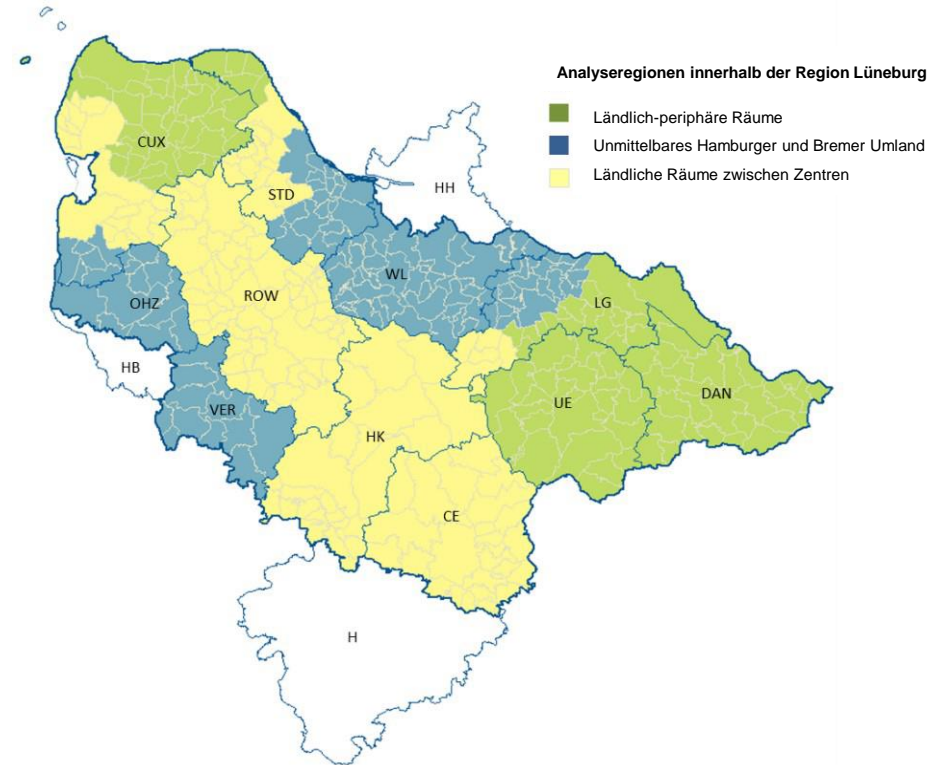 Analyseregionen innerhalb der Region Lüneburg
Ländlich-periphäre Räume
Unmittelbares Hamburger und Bremer Umland
Ländliche Räume zwischen Zentren
CUX
STD
HH
WL
OHZ
ROW
LG
HB
VER
UE
DAN
HK
CE
H